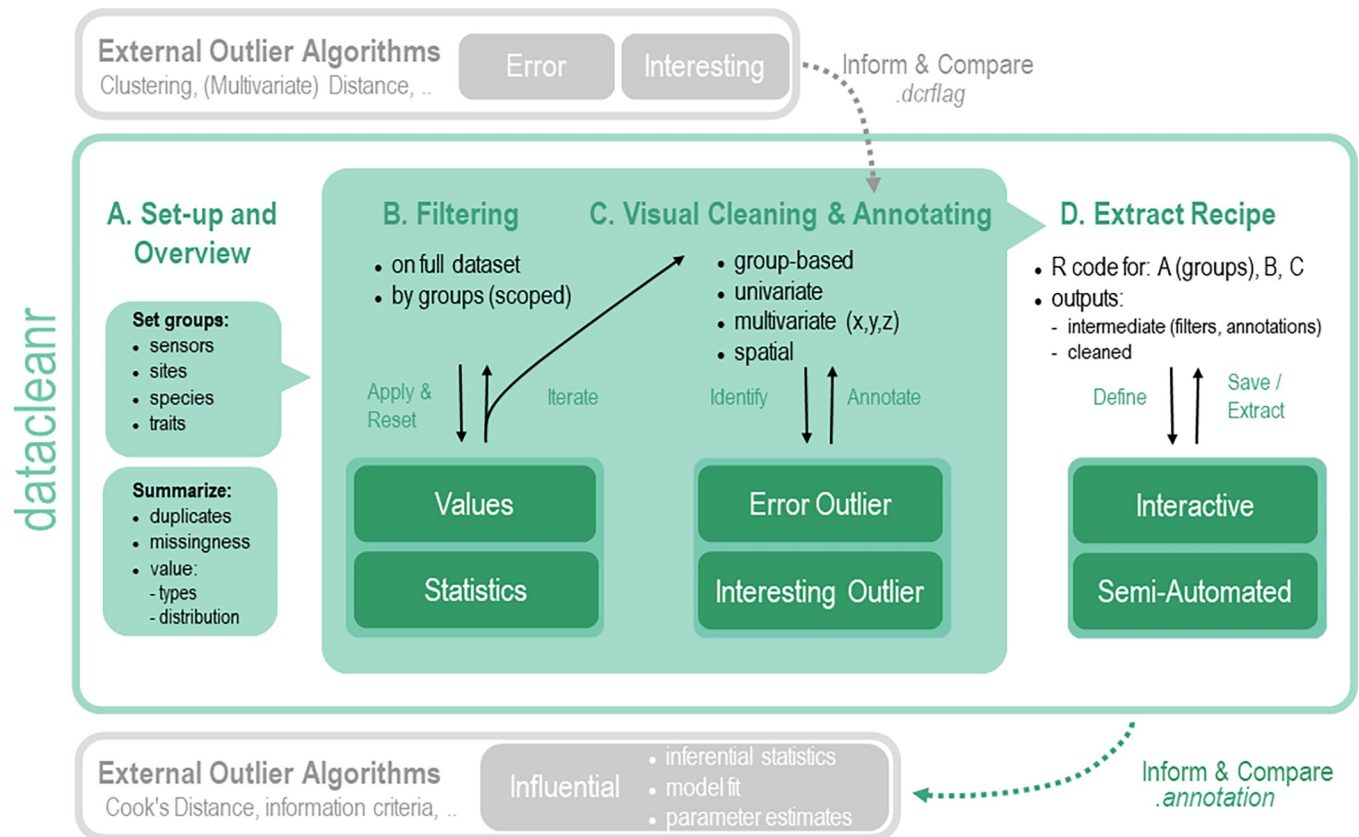 External Outlier Algorithms
Clustering, (Multivariate) Distance, ..
Error
Interesting
Inform & Compare
.dcrflag
datacleanr
A. Set-up and
Overview
Set groups:
• sensors
• sites
• species
• traits
Summarize:
• duplicates
• missingness
• value:
- types
- distribution
B. Filtering
• on full dataset
• by groups (scoped)
Apply &
Reset
Iterate
Values
Statistics
C. Visual Cleaning & Annotating
• group-based
• univariate
• multivariate (x,y,z)
• spatial
Identify
Annotate
Error Outlier
Interesting Outlier
D. Extract Recipe
• R code for: A (groups), B, C
• outputs:
- intermediate (filters, annotations)
- cleaned
Define
Save /
Extract
Interactive
Semi-Automated
External Outlier Algorithms
Cook's Distance, information criteria, ..
Influential
• inferential statistics
• model fit
• parameter estimates
Inform & Compare
.annotation